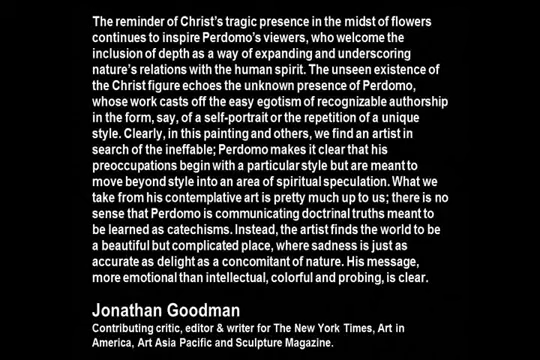 The reminder of Christ's tragic presence in the midst of flowers
continues to inspire Perdomo's viewers, who welcome the
inclusion of depth as a way of expanding and underscoring
nature's relations with the human spirit. The unseen existence of
the Christ figure echoes the unknown presence of Perdomo,
whose work casts off the easy egotism of recognizable authorship
in the form, say, of a self-portrait or the repetition of a unique
style. Clearly, in this painting and others, we find an artist in
search of the ineffable; Perdomo makes it clear that his
preoccupations begin with a particular style but are meant to
move beyond style into an area of spiritual speculation. What we
take from his contemplative art is pretty much up to us; there is no
sense that Perdomo is communicating doctrinal truths meant to
be learned as catechisms. Instead, the artist finds the world to be
a beautiful but complicated place, where sadness is just as
accurate as delight as a concomitant of nature. His message,
more emotional than intellectual, colorful and probing, is clear.
Jonathan Goodman
Contributing critic, editor & writer for The New York Times, Art in
America, Art Asia Pacific and Sculpture Magazine.